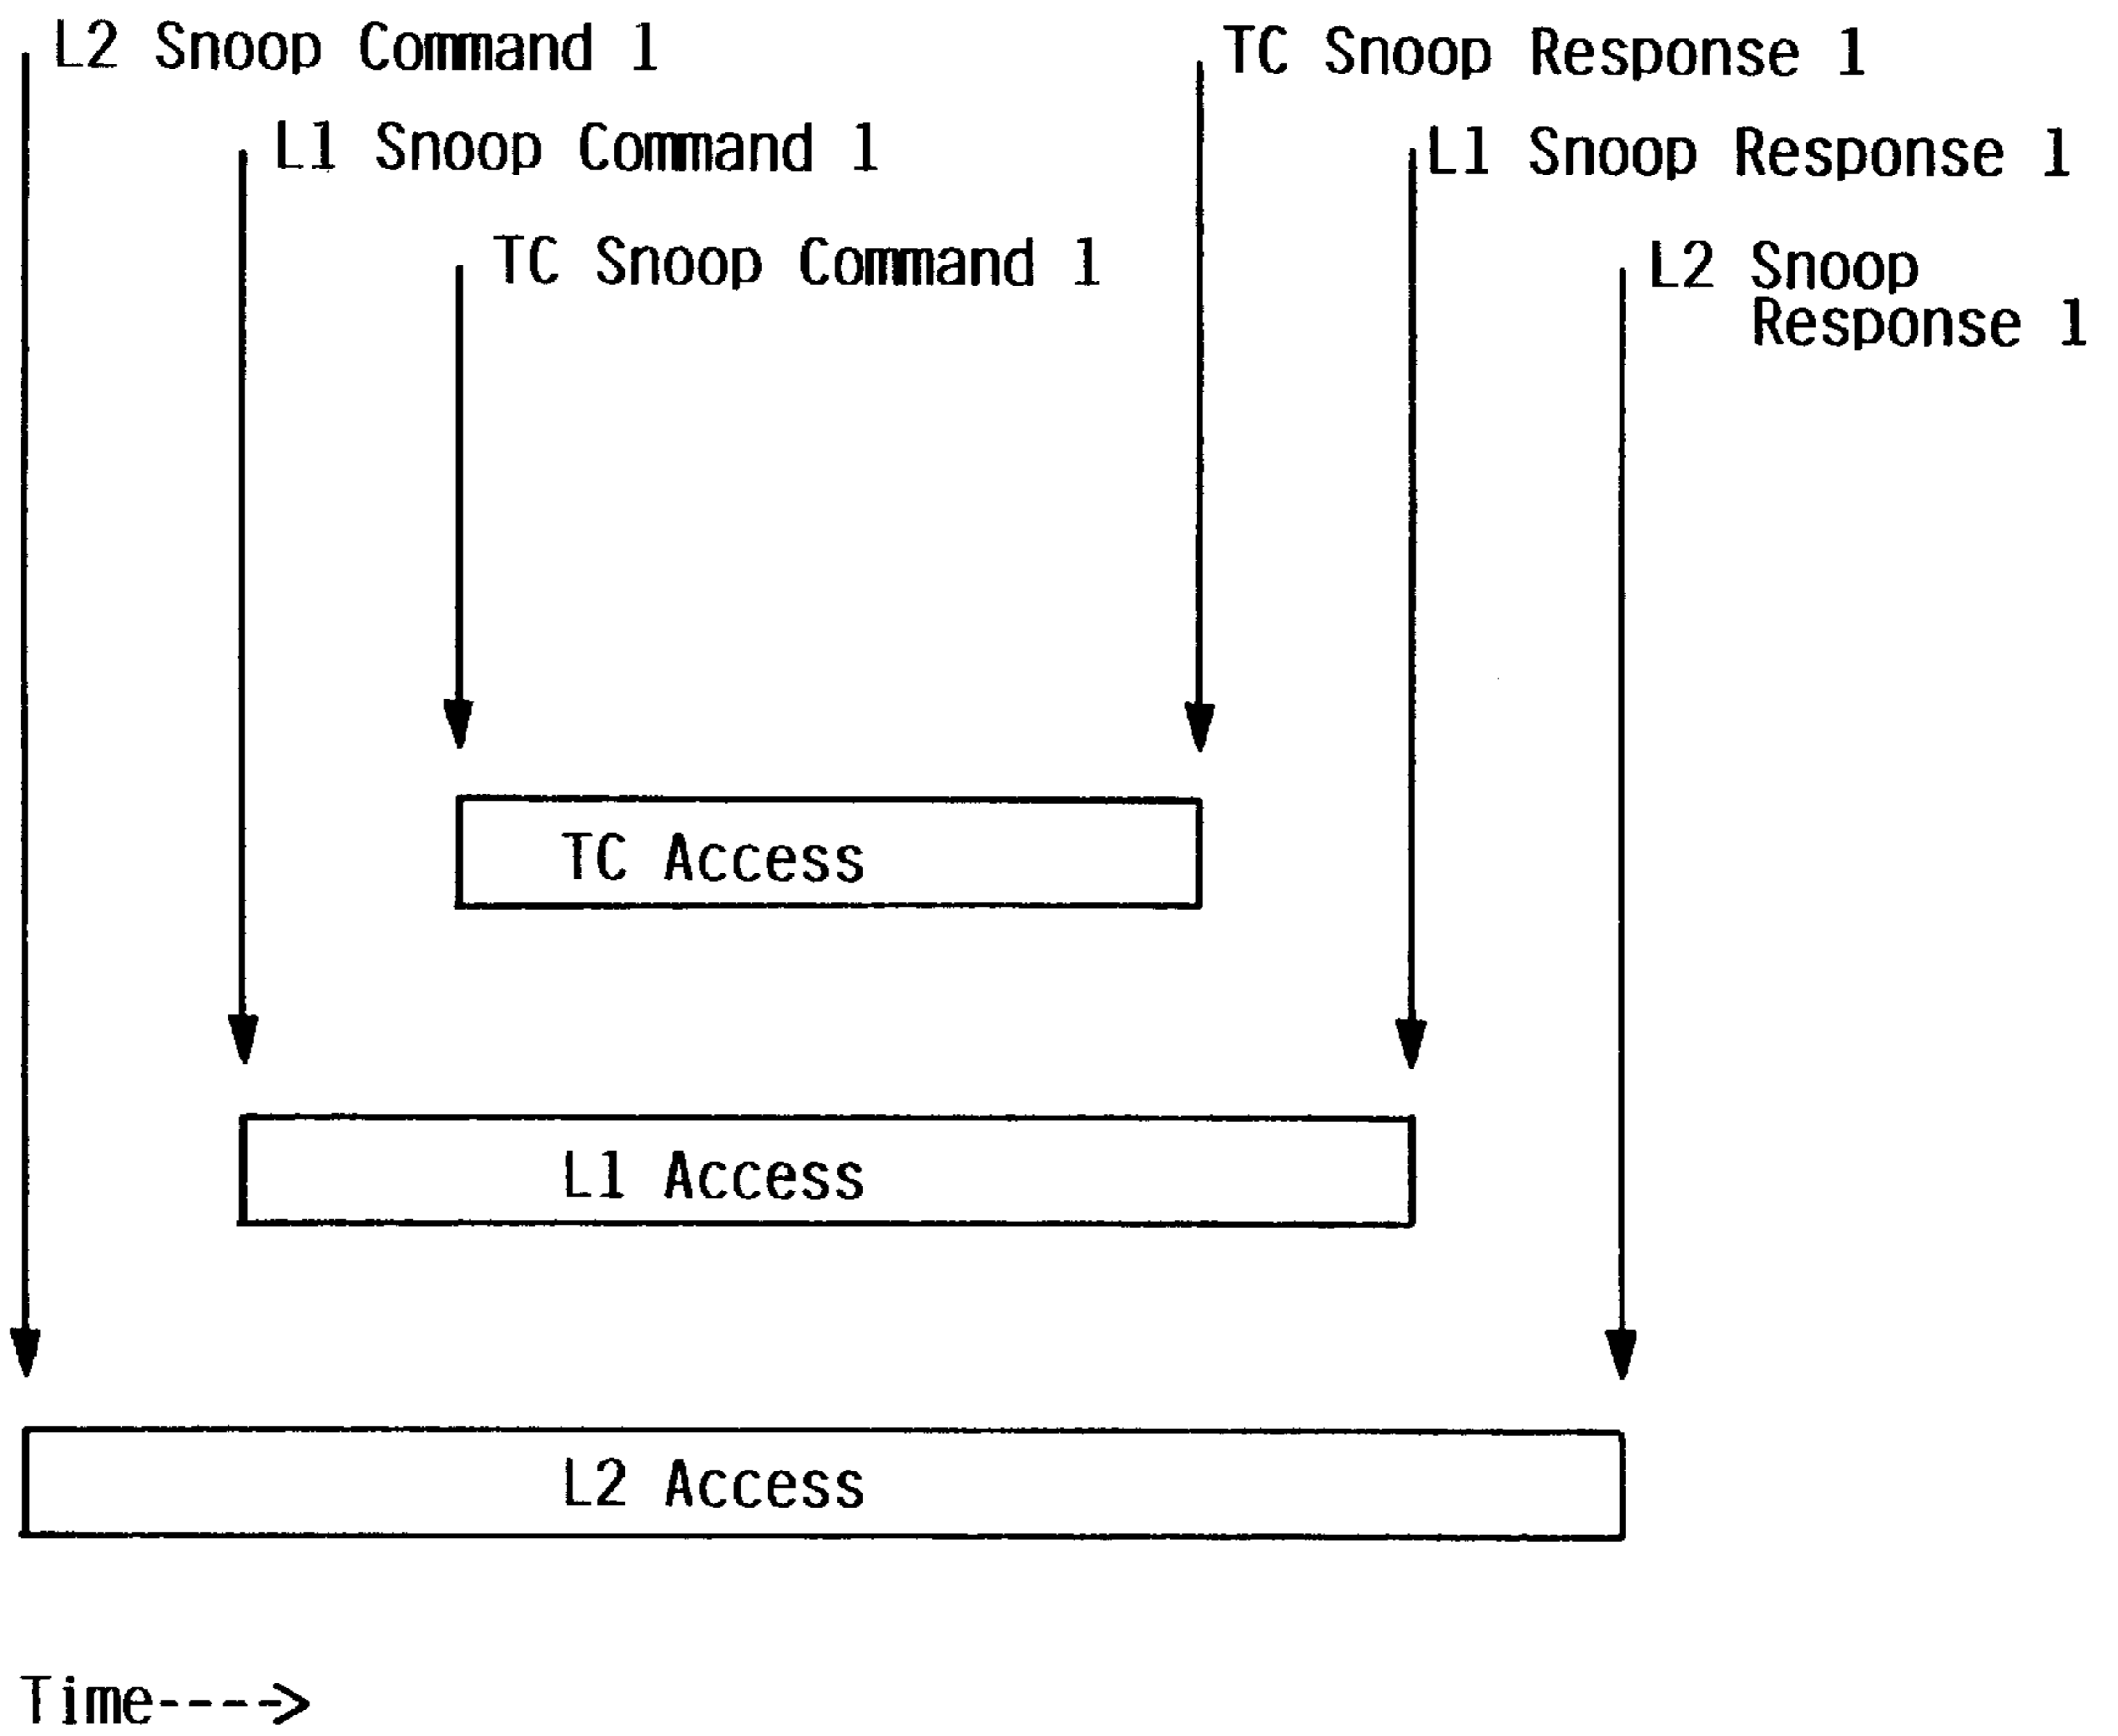 L2 Snoop Command 1
TC Snoop Response 1
L1 Snoop Command 1
L1 Snoop Response 1
TC Snoop Command 1
L2 Snoop
Response 1
TC Access
L1 Access
L2 Access
Time---->